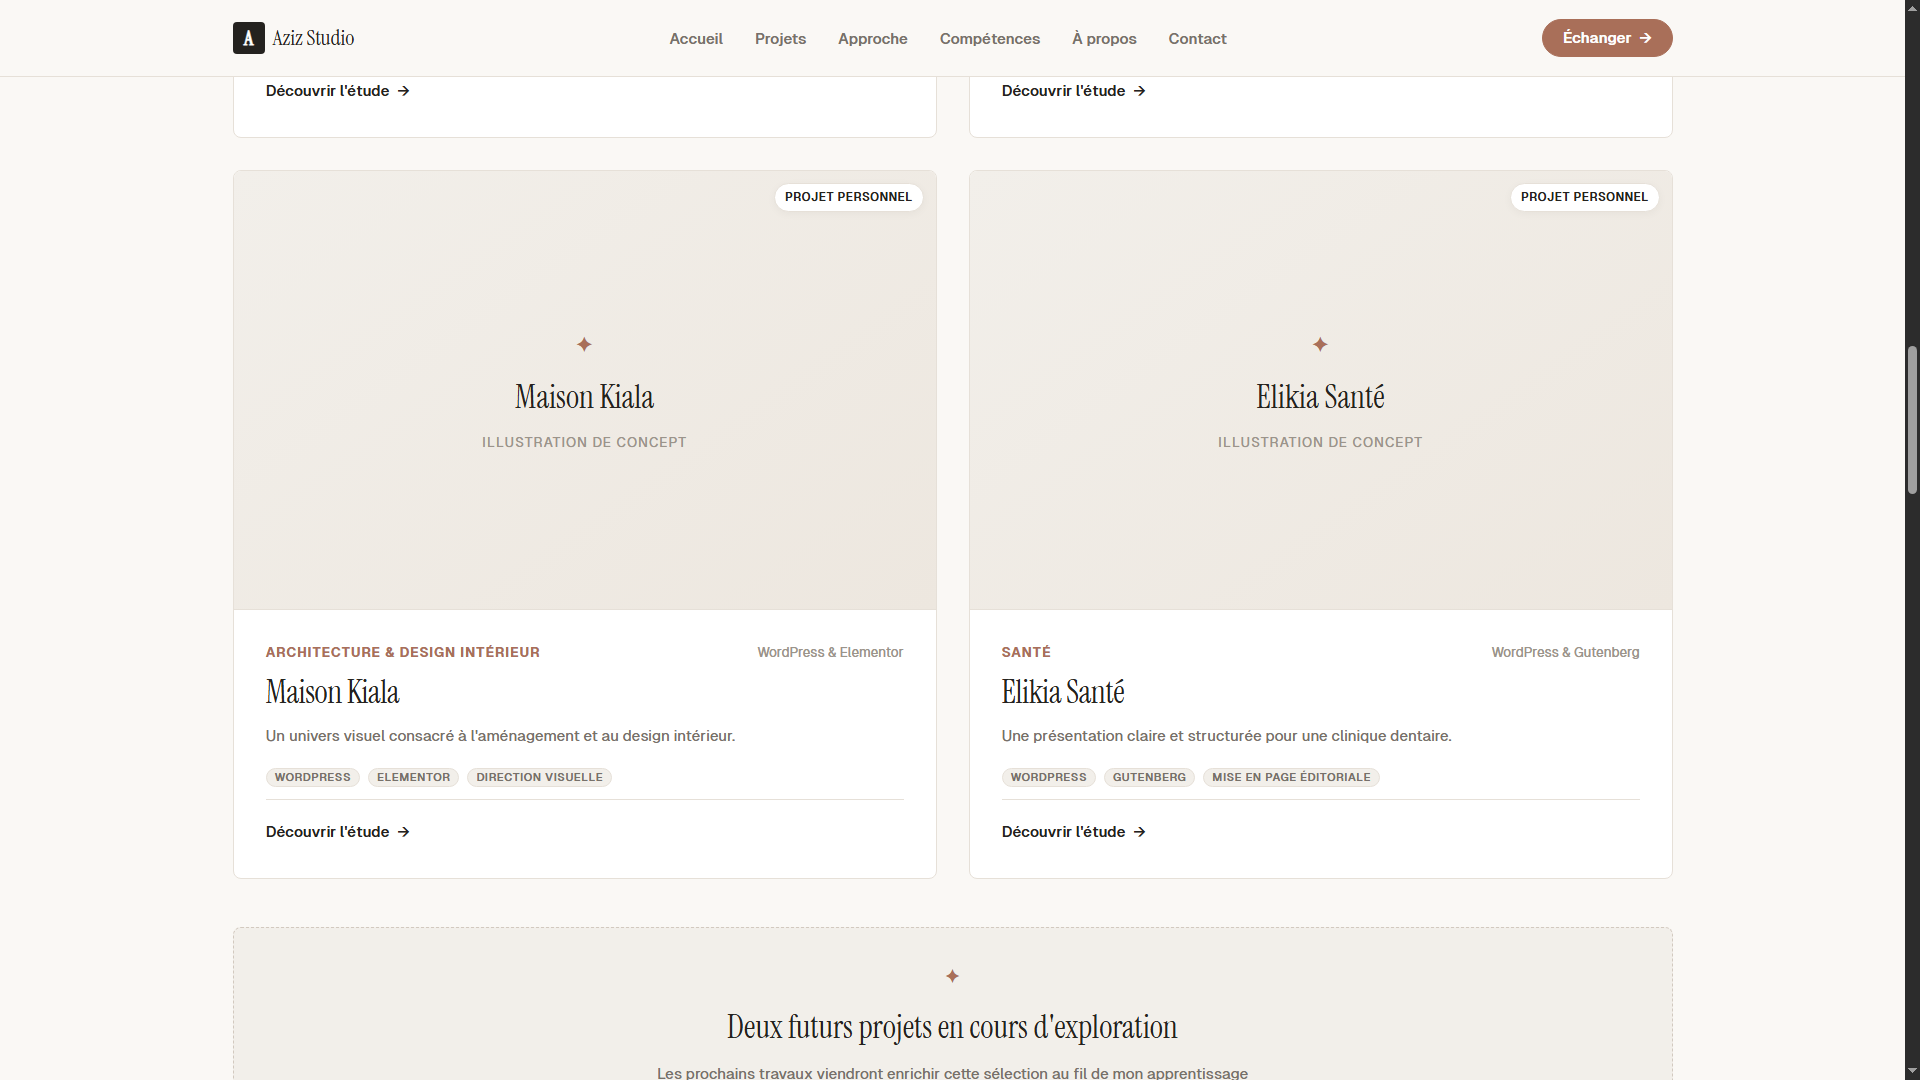 A Aziz Studio
Accueil Projets Approche Compétences À propos Contact
Échanger →
Découvrir l'étude →
Découvrir l'étude →
PROJET PERSONNEL
Maison Kiala
ILLUSTRATION DE CONCEPT
ARCHITECTURE & DESIGN INTÉRIEUR
WordPress & Elementor
Maison Kiala
Un univers visuel consacré à l'aménagement et au design intérieur.
WORDPRESS ELEMENTOR DIRECTION VISUELLE
Découvrir l'étude →
PROJET PERSONNEL
Elikia Santé
ILLUSTRATION DE CONCEPT
SANTÉ
WordPress & Gutenberg
Elikia Santé
Une présentation claire et structurée pour une clinique dentaire.
WORDPRESS GUTENBERG MISE EN PAGE ÉDITORIALE
Découvrir l'étude →
Deux futurs projets en cours d'exploration
Les prochains travaux viendront enrichir cette sélection au fil de mon apprentissage